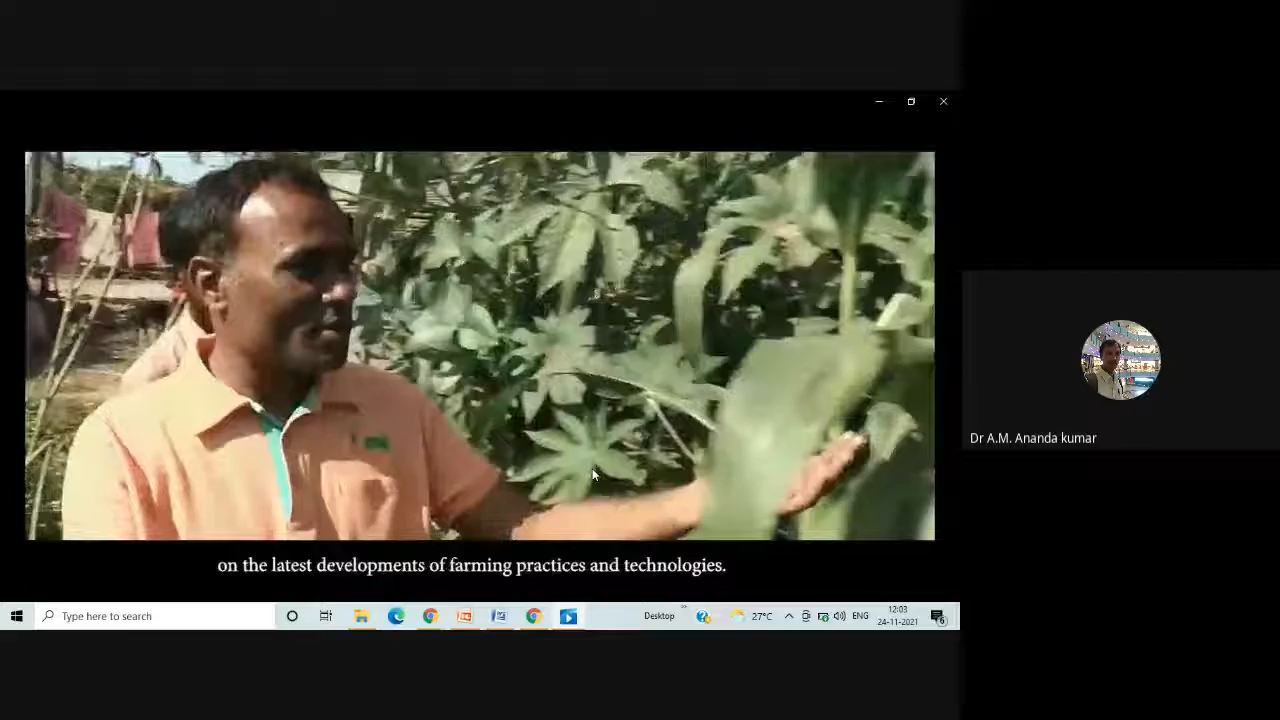 on the latest developments of farming practices and technologies.
Dr A.M. Ananda kumar
Type here to search
Desktop
27°C
ENG
12:03
24-11-2021
6